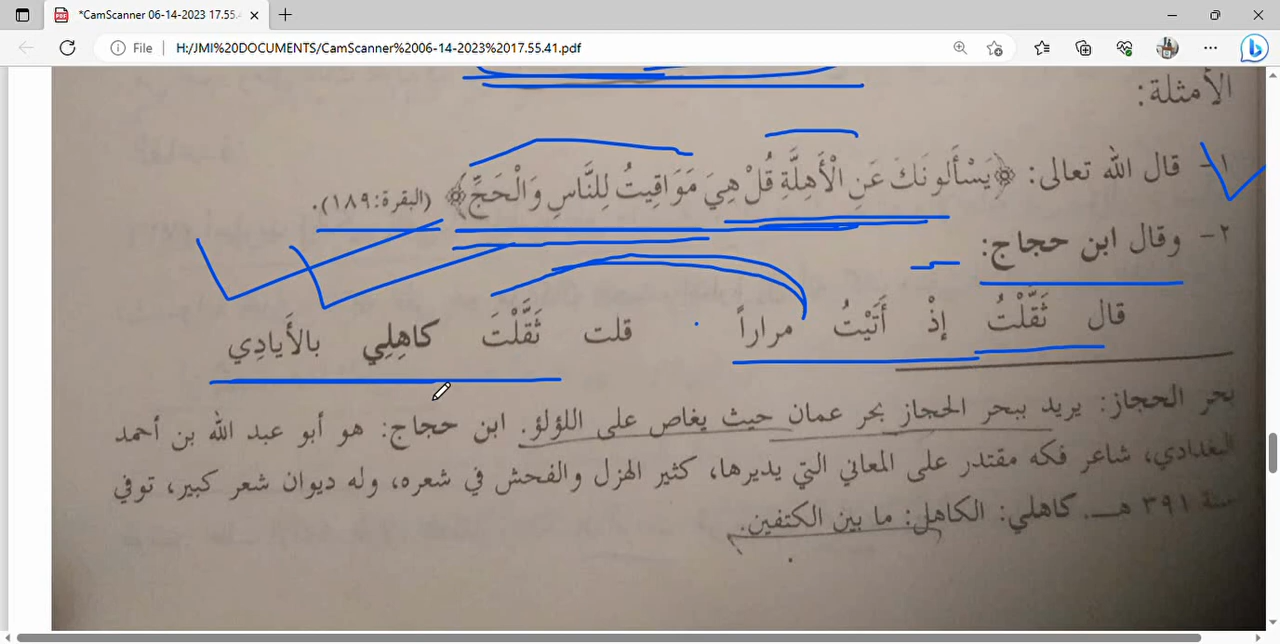 *CamScanner 06-14-2023 17.55.4
File H:/JMI%20DOCUMENTS/CamScanner%2006-14-2023%2017.55.41.pdf
الأمثلة:
١- قال الله تعالى: ﴿يَسْأَلونَكَ عَنِ الْأَهِلَّةِ قُلْ هِيَ مَوَاقِيتُ لِلنَّاسِ وَالْحَجِّ﴾ (البقرة:١٨٩).
٢- وقال ابن حجاج:
قال ثَقَّلْتُ إذْ أَتَيْتُ مراراً قلت ثَقَّلْتَ كاهِلِي بالأَيادِي
بحر الحجاز: يريد ببحر الحجاز بحر عمان حيث يغاص على اللؤلؤ. ابن حجاج: هو أبو عبد الله بن أحمد
البغدادي، شاعر فكه مقتدر على المعاني التي يديرها، كثير الهزل والفحش في شعره، وله ديوان شعر كبير، توفي
سنة ٣٩١ هـ. كاهلي: الكاهل: ما بين الكتفين.